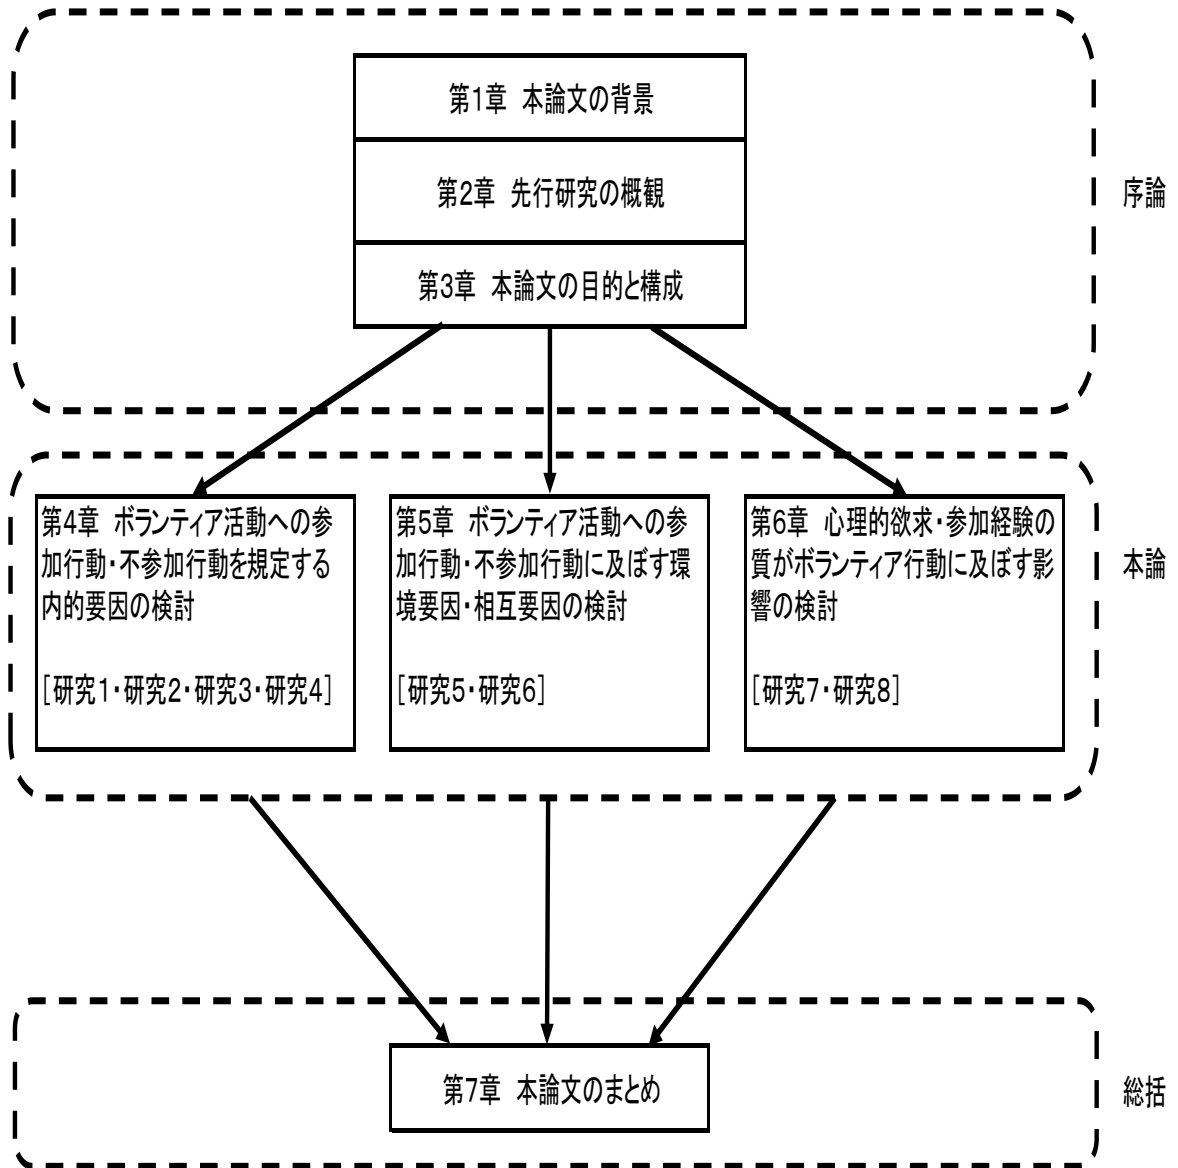 第1章 本論文の背景
第2章 先行研究の概観
第3章 本論文の目的と構成
序論
第4章 ボランティア活動への参
加行動・不参加行動を規定する
内的要因の検討
[研究1・研究2・研究3・研究4]
第5章 ボランティア活動への参
加行動・不参加行動に及ぼす環
境要因・相互要因の検討
[研究5・研究6]
第6章 心理的欲求・参加経験の
質がボランティア行動に及ぼす影
響の検討
[研究7・研究8]
本論
第7章 本論文のまとめ
総括